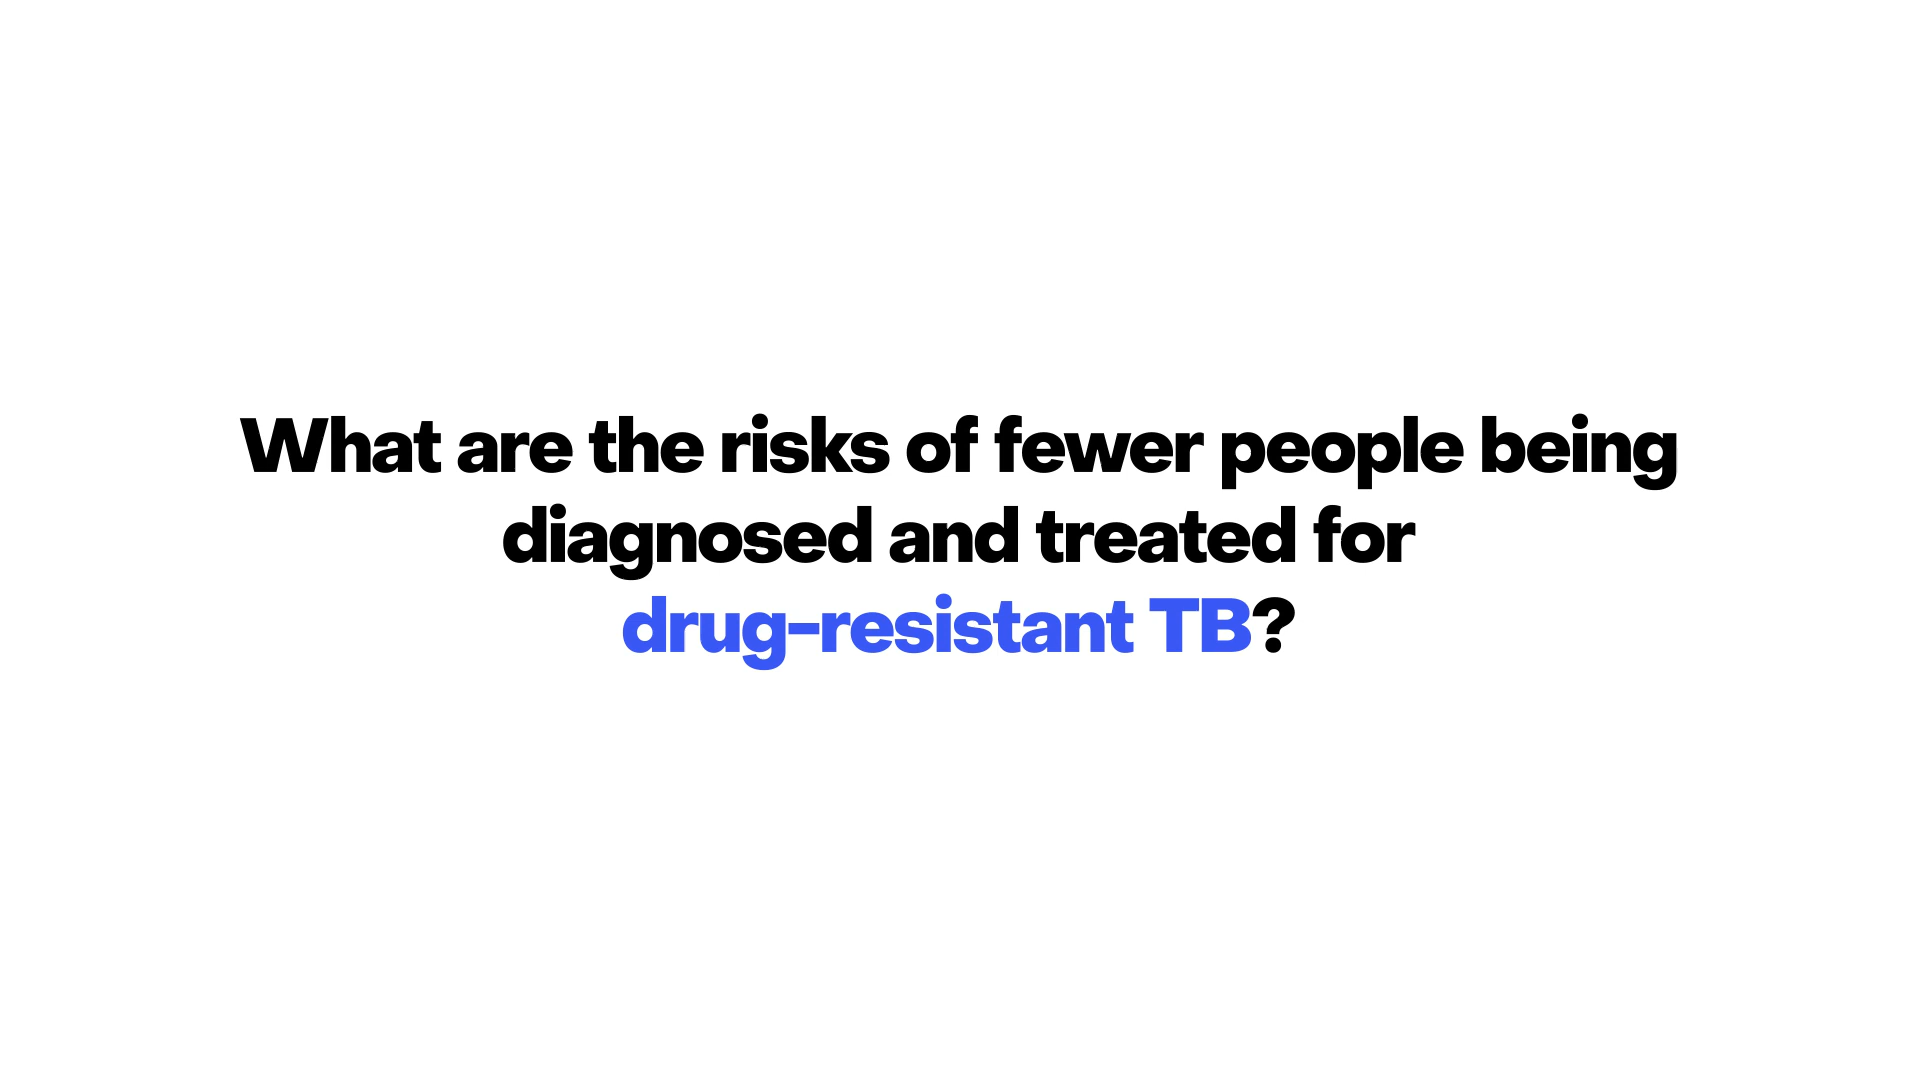 What are the risks of fewer people being
diagnosed and treated for
drug-resistant TB?